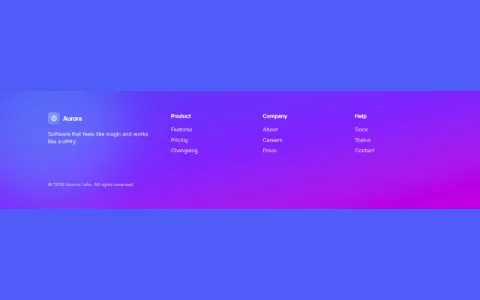 Aurora
Software that feels like magic and works
like a utility.
Product
Features
Pricing
Changelog
Company
About
Careers
Press
Help
Docs
Status
Contact
© 2026 Aurora Labs. All rights reserved.